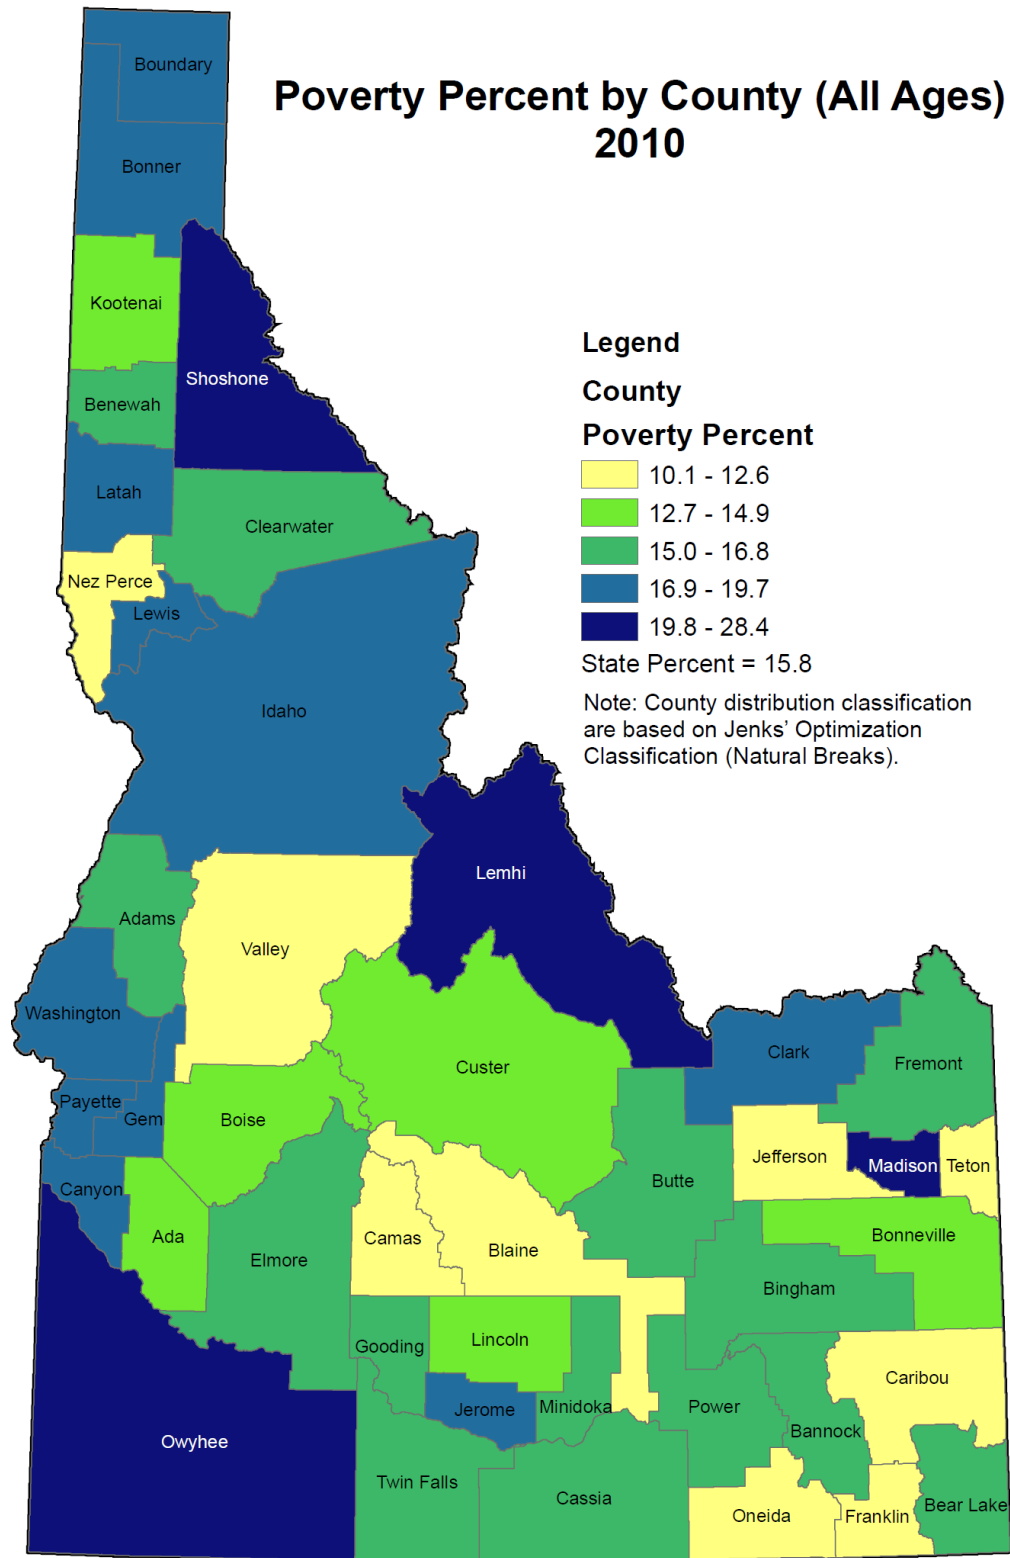 Poverty Percent by County (All Ages)
2010
Boundary
Bonner
Kootenai
Shoshone
Benewah
Latah
Clearwater
Nez Perce
Lewis
Idaho
Legend
County
Poverty Percent
10.1 - 12.6
12.7 - 14.9
15.0 - 16.8
16.9 - 19.7
19.8 - 28.4
State Percent = 15.8
Note: County distribution classification
are based on Jenks' Optimization
Classification (Natural Breaks).
Lemhi
Adams
Valley
Washington
Custer
Clark
Fremont
Payette
Gem
Boise
Jefferson
Madison
Teton
Canyon
Butte
Ada
Camas
Blaine
Bonneville
Elmore
Bingham
Gooding
Lincoln
Caribou
Jerome
Minidoka
Power
Bannock
Owyhee
Twin Falls
Cassia
Oneida
Franklin
Bear Lake